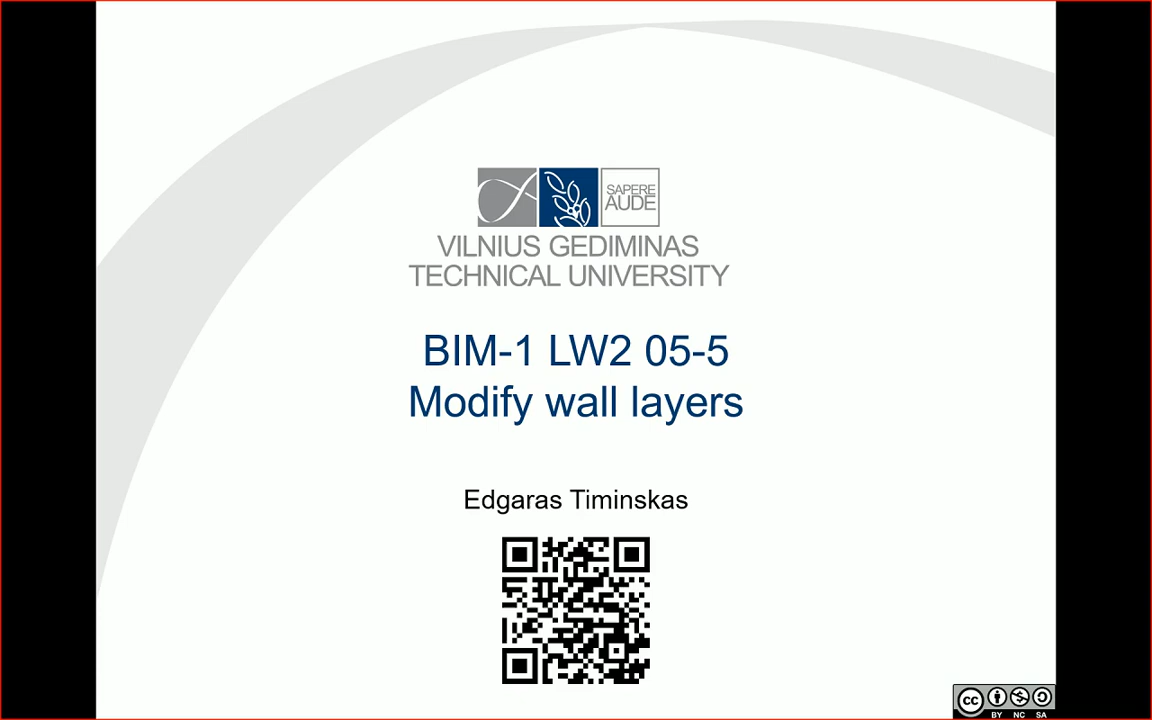 SAPERE
AUDE
VILNIUS GEDIMINAS
TECHNICAL UNIVERSITY
BIM-1 LW2 05-5
Modify wall layers
Edgaras Timinskas
cc
BY NC SA